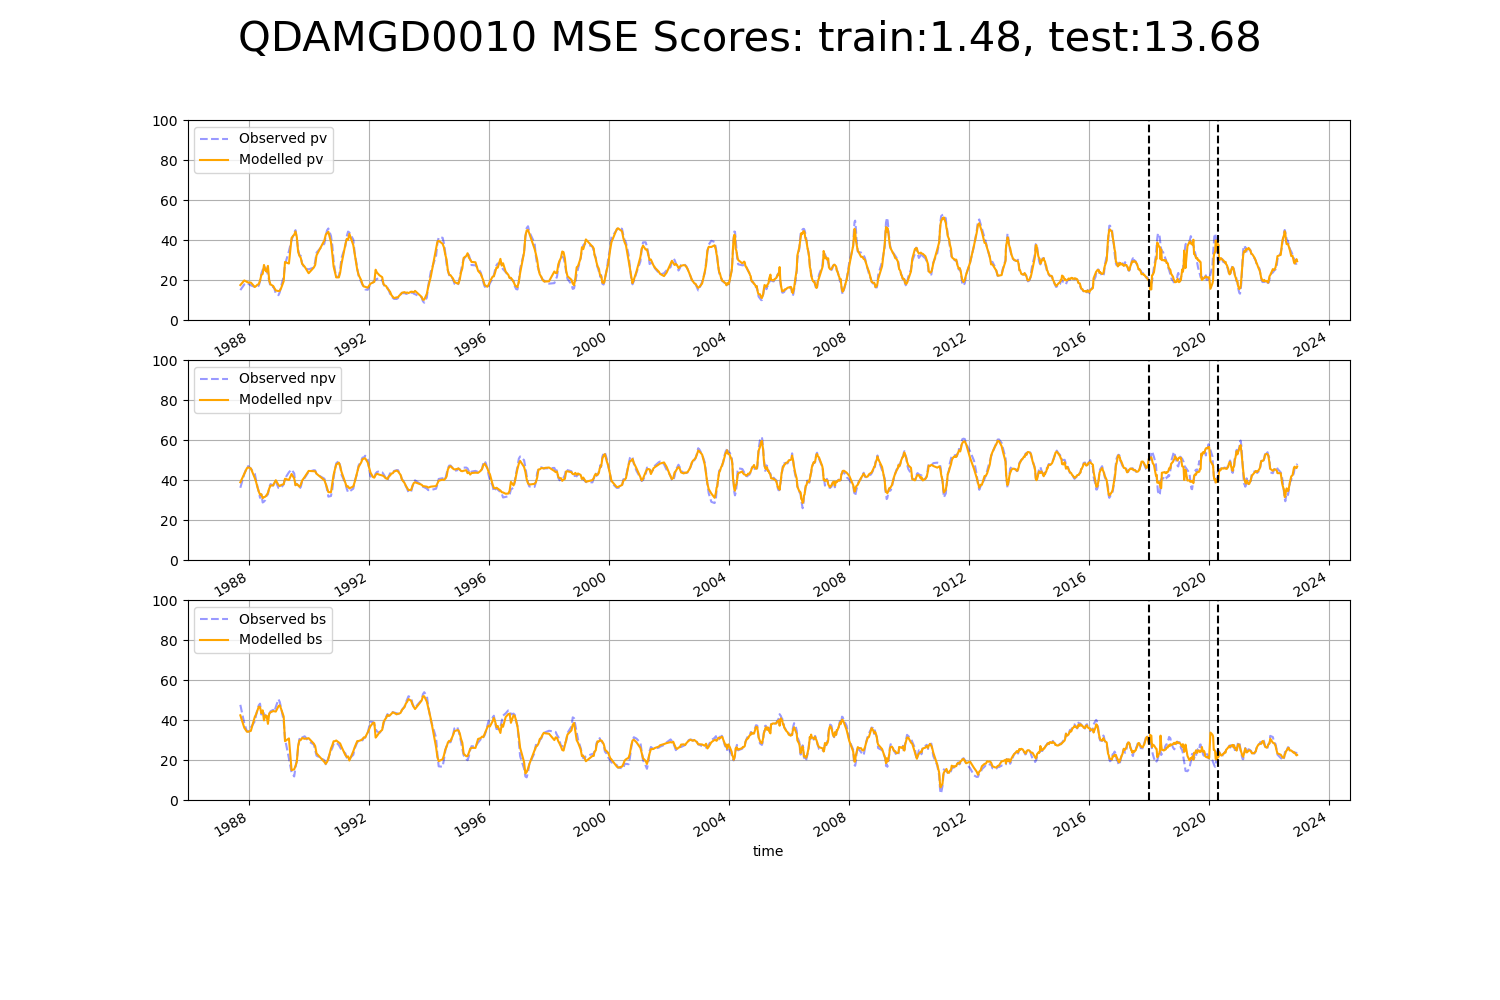 QDAMGD0010 MSE Scores: train:1.48, test:13.68
100
80
60
40
20
0
Observed pv
Modelled pv
1988 1992 1996 2000 2004 2008 2012 2016 2020 2024
100
80
60
40
20
0
Observed npv
Modelled npv
1988 1992 1996 2000 2004 2008 2012 2016 2020 2024
100
80
60
40
20
0
Observed bs
Modelled bs
1988 1992 1996 2000 2004 2008 2012 2016 2020 2024
time